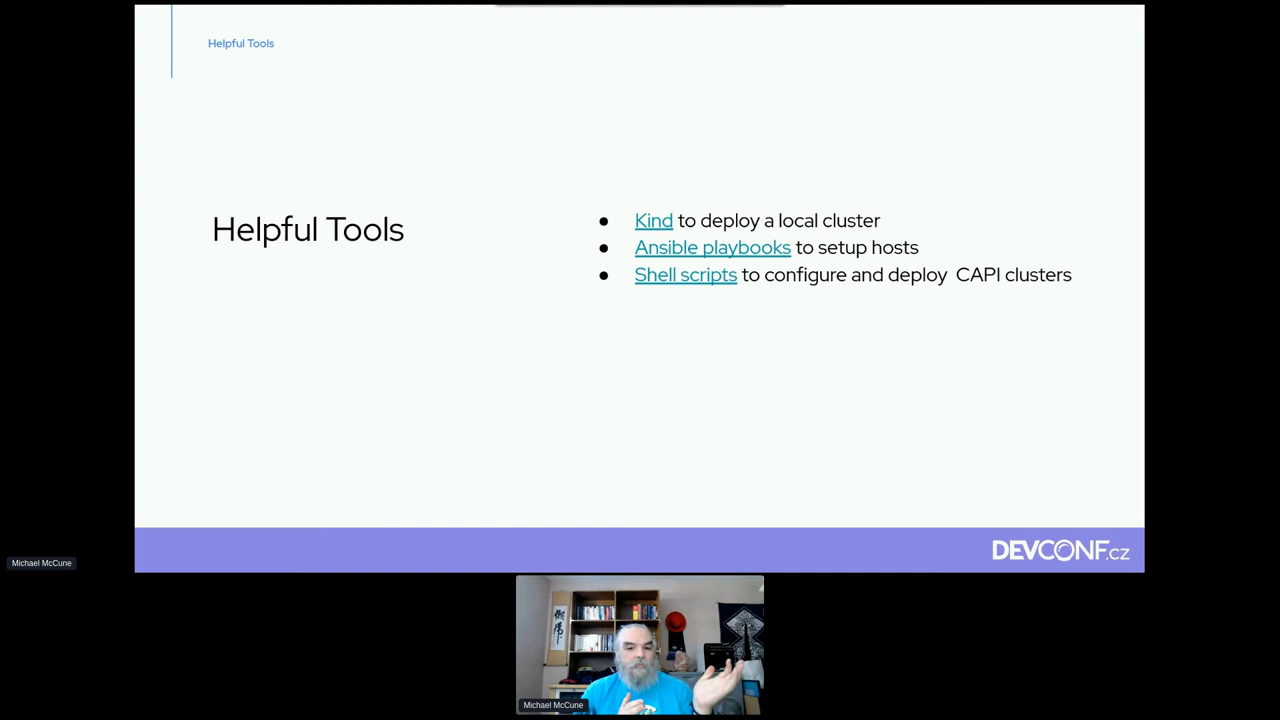 Helpful Tools
Helpful Tools
● Kind to deploy a local cluster
● Ansible playbooks to setup hosts
● Shell scripts to configure and deploy  CAPI clusters
DEVCONF.cz
Michael McCune
Michael McCune